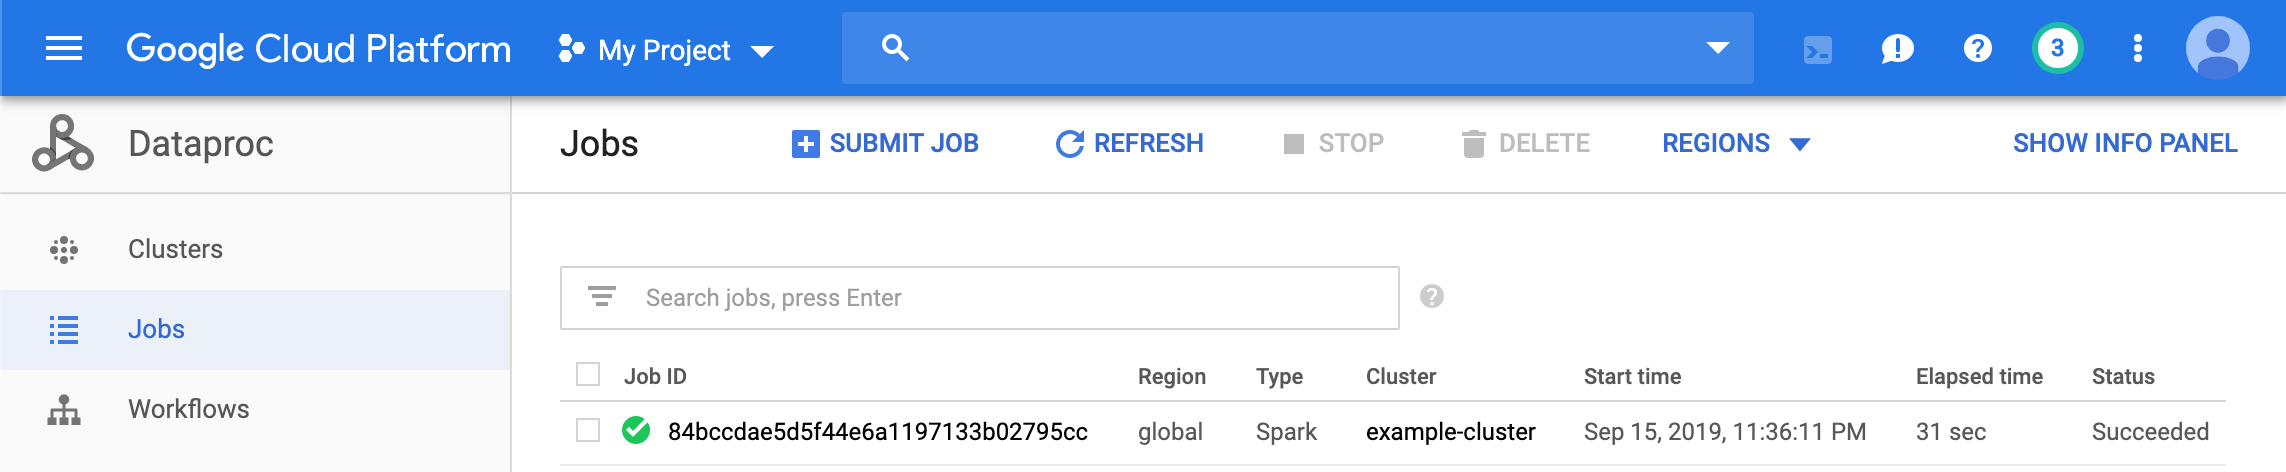 Google Cloud Platform My Project 3
Dataproc
Jobs SUBMIT JOB REFRESH STOP DELETE REGIONS SHOW INFO PANEL
Clusters
Jobs
Workflows
Search jobs, press Enter
Job ID Region Type Cluster Start time Elapsed time Status
84bccdae5d5f44e6a1197133b02795cc global Spark example-cluster Sep 15, 2019, 11:36:11 PM 31 sec Succeeded